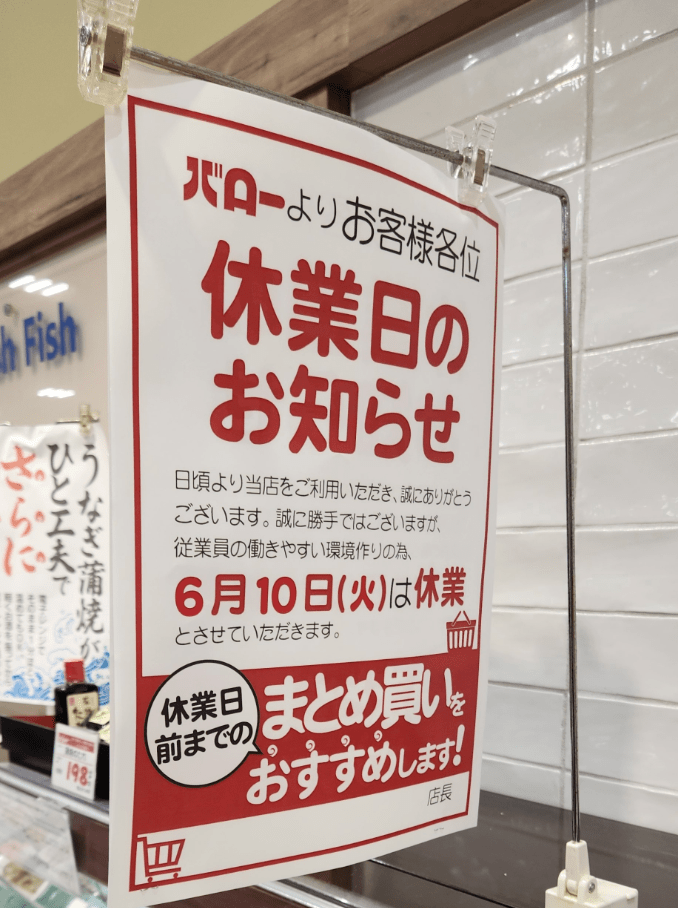 バローよりお客様各位
休業日の
お知らせ
日頃より当店をご利用いただき、誠にありがとう
ございます。誠に勝手ではございますが、
従業員の働きやすい環境作りの為、
6月10日(火)は休業
とさせていただきます。
休業日
前までの
まとめ買いを
おすすめします!
店長
Fish
うなぎ蒲焼が
ひと工夫で
さらに
198